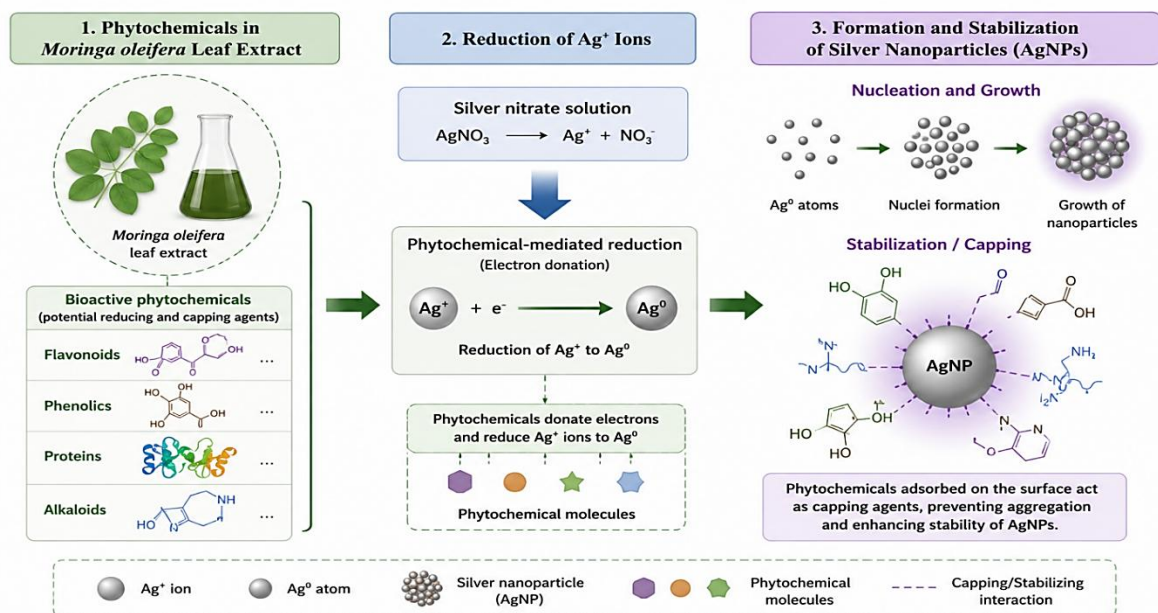 1. Phytochemicals in
Moringa oleifera Leaf Extract
Moringa oleifera
leaf extract
Bioactive phytochemicals
(potential reducing and capping agents)
Flavonoids
HO
O
O
O
OH
...
Phenolics
HO
OH
HO
OH
...
Proteins
...
Alkaloids
HO
NH
...
2. Reduction of Ag⁺ Ions
Silver nitrate solution
AgNO₃ ⟶ Ag⁺ + NO₃⁻
Phytochemical-mediated reduction
(Electron donation)
Ag⁺ + e⁻ ⟶ Ag⁰
Reduction of Ag⁺ to Ag⁰
Phytochemicals donate electrons
and reduce Ag⁺ ions to Ag⁰
Phytochemical molecules
3. Formation and Stabilization
of Silver Nanoparticles (AgNPs)
Nucleation and Growth
Ag⁰ atoms
Nuclei formation
Growth of
nanoparticles
Stabilization / Capping
OH
HO
O
O
OH
N
N
NH₂
AgNP
HO
OH
HO
N
N
O
Phytochemicals adsorbed on the surface act
as capping agents, preventing aggregation
and enhancing stability of AgNPs.
Ag⁺ ion
Ag⁰ atom
Silver nanoparticle
(AgNP)
Phytochemical
molecules
Capping/Stabilizing
interaction